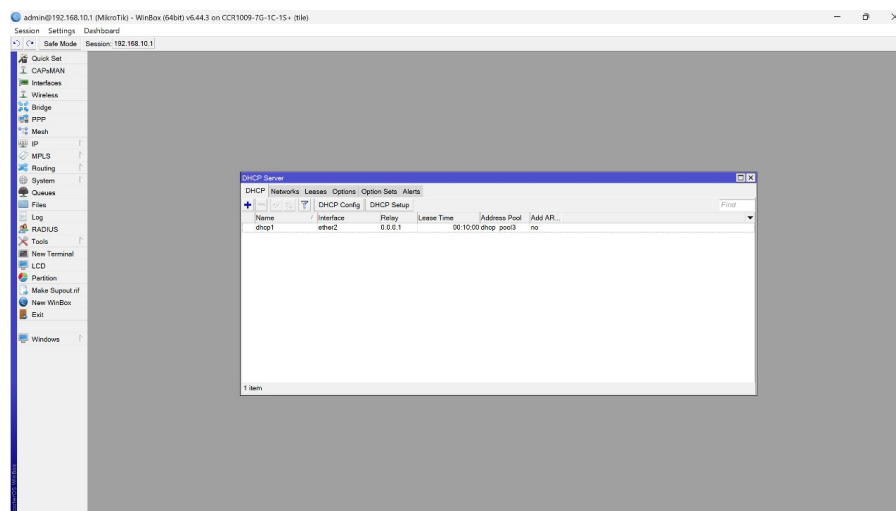 admin@192.168.10.1 (MikroTik) - WinBox (64bit) v6.44.3 on CCR1009-7G-1C-1S+ (tile)
Session Settings Dashboard
Safe Mode Session: 192.168.10.1
Quick Set
CAPsMAN
Interfaces
Wireless
Bridge
PPP
Mesh
IP
MPLS
Routing
System
Queues
Files
Log
RADIUS
Tools
New Terminal
LCD
Partition
Make Supout.rif
New WinBox
Exit
Windows
RouterOS WinBox
DHCP Server
DHCP Networks Leases Options Option Sets Alerts
DHCP Config DHCP Setup Find
Name Interface Relay Lease Time Address Pool Add AR...
dhcp1 ether2 0.0.0.1 00:10:00 dhcp_pool3 no
1 item